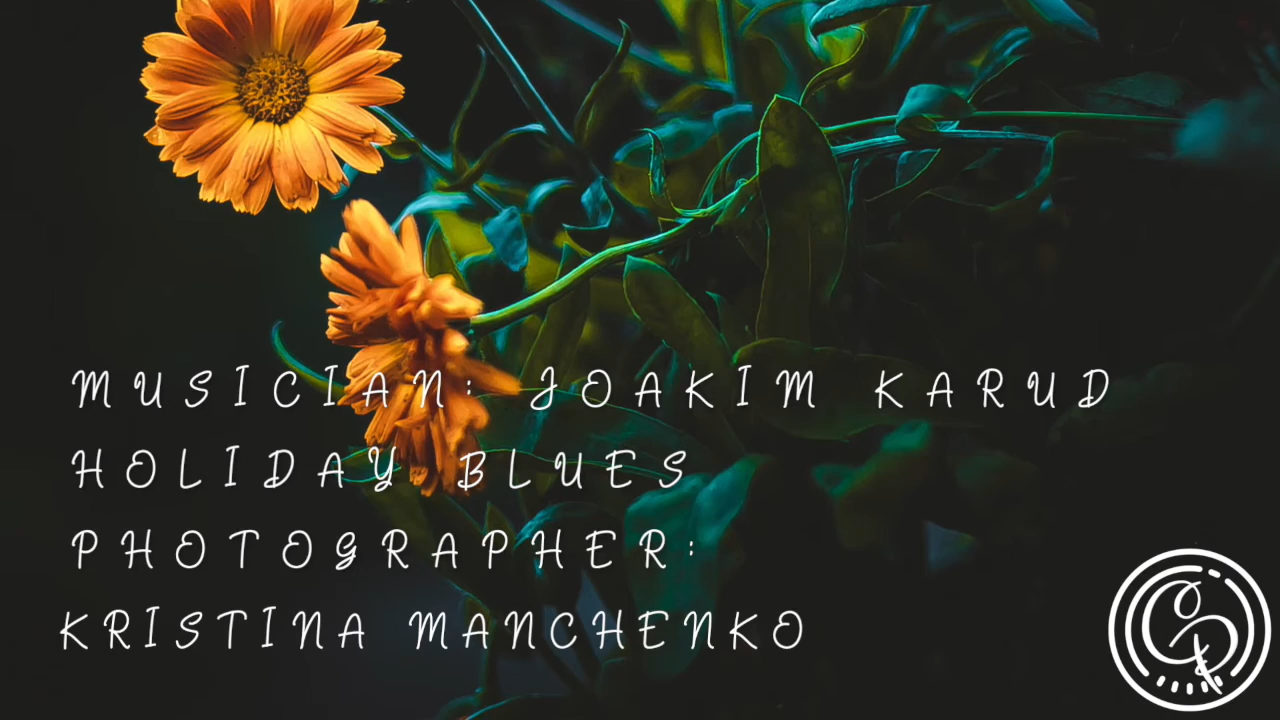 MUSICIAN: JOAKIM KARUD
HOLIDAY BLUES
PHOTOGRAPHER:
KRISTINA MANCHENKO